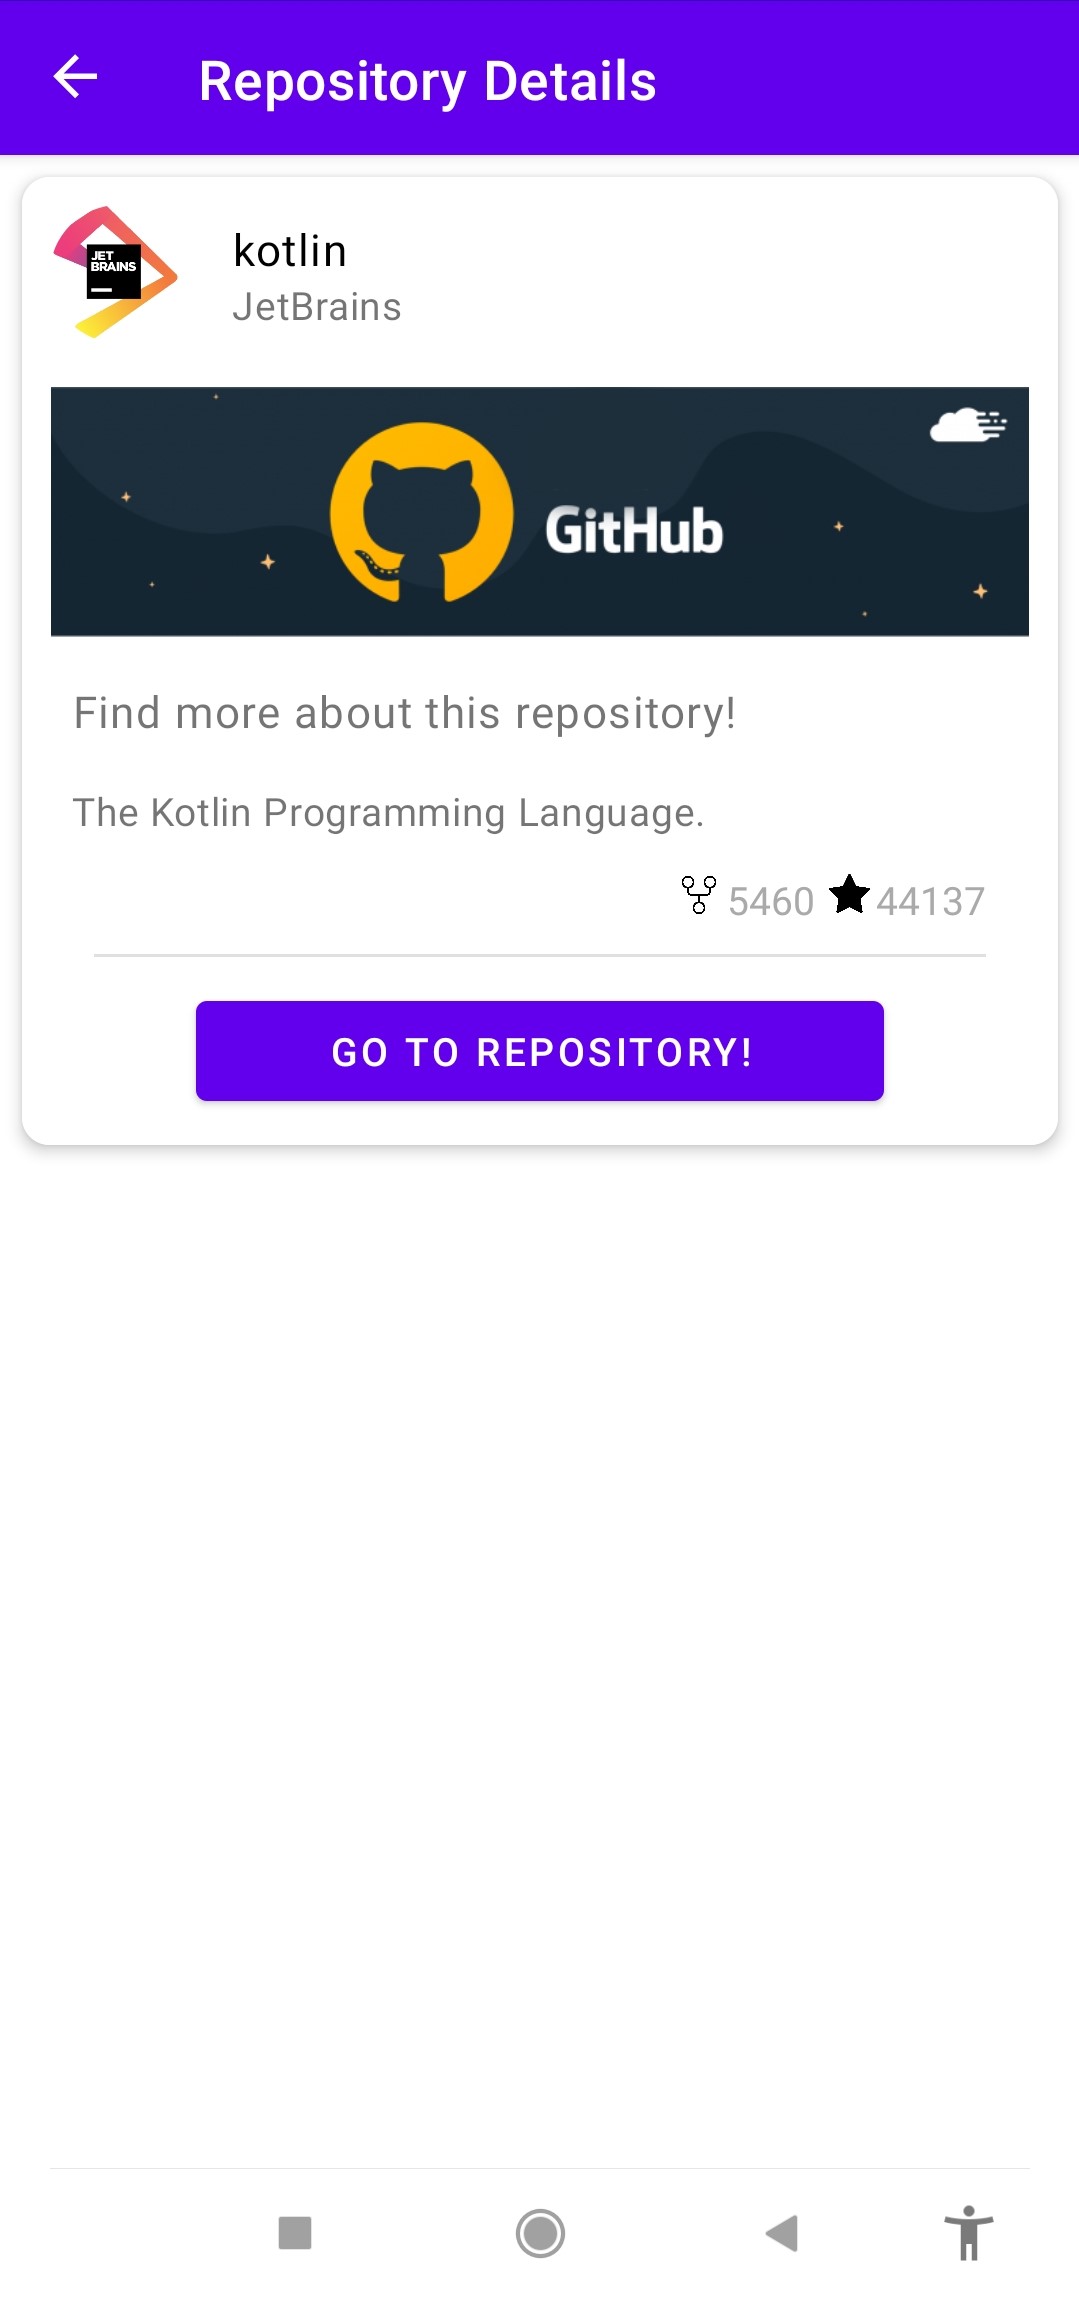 Repository Details
JET
BRAINS
kotlin
JetBrains
GitHub
Find more about this repository!
The Kotlin Programming Language.
5460 44137
GO TO REPOSITORY!